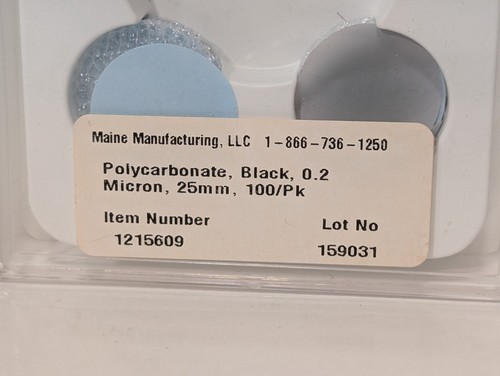 Maine Manufacturing, LLC 1-866-736-1250
Polycarbonate, Black, 0.2
Micron, 25mm, 100/Pk
Item Number
1215609
Lot No
159031